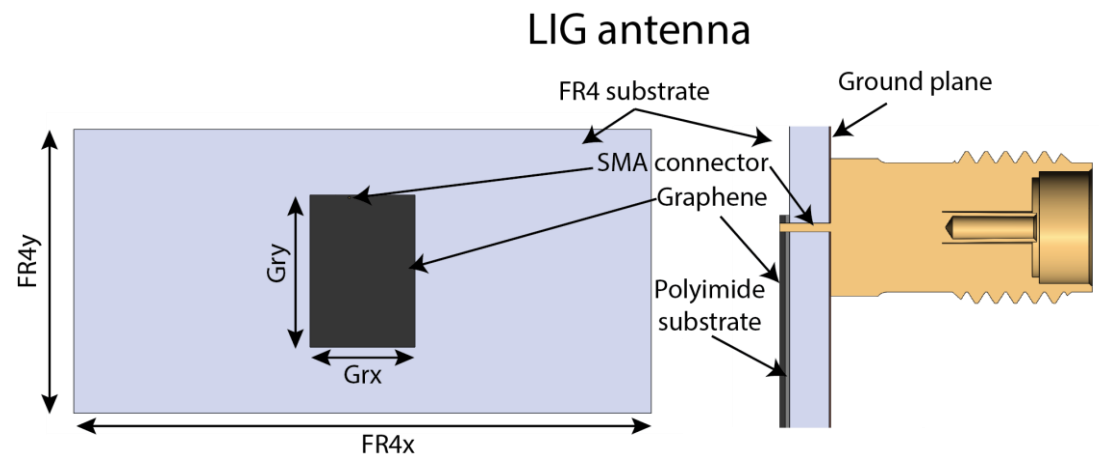 LIG antenna
FR4 substrate
Ground plane
SMA connector
Graphene
Polyimide
substrate
FR4y
Gry
Grx
FR4x